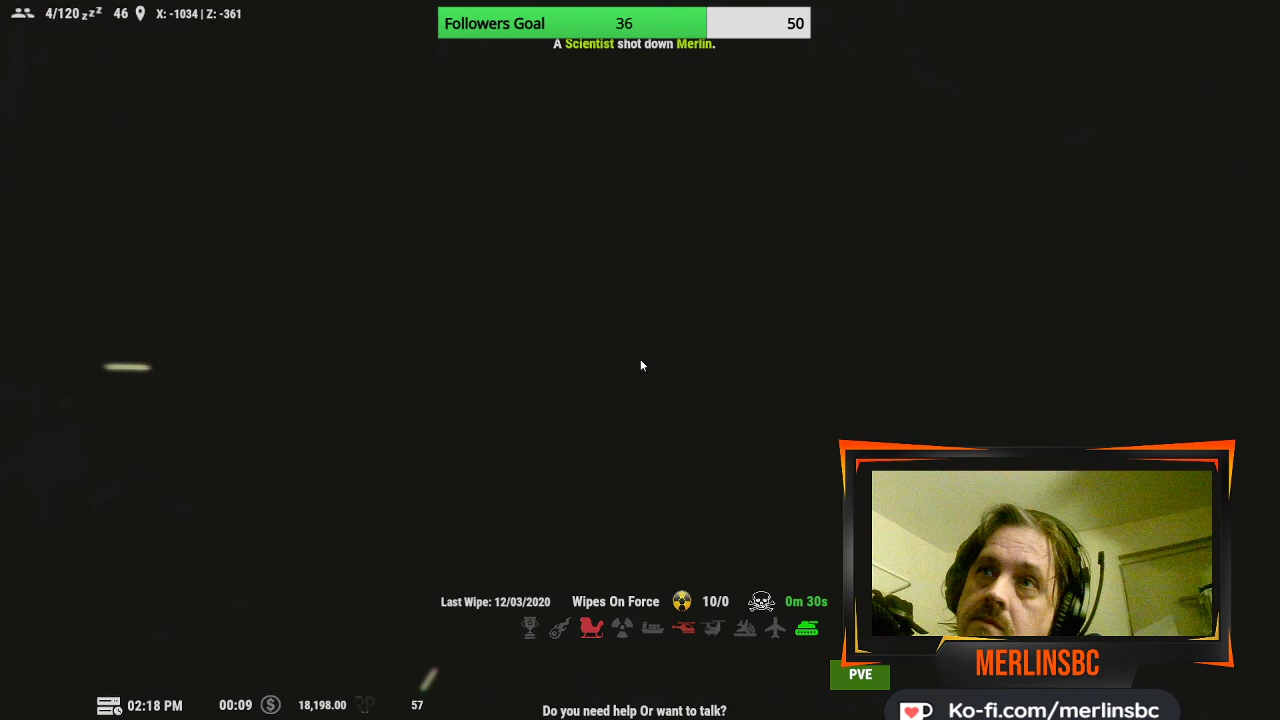 4/120 zzz 46 X: -1034 | Z: -361
Followers Goal 36 50
A Scientist shot down Merlin.
Last Wipe: 12/03/2020 Wipes On Force 10/0 0m 30s
MERLINSBC
PVE
02:18 PM 00:09 $ 18,198.00 RP 57
Do you need help Or want to talk?
Ko-fi.com/merlinsbc